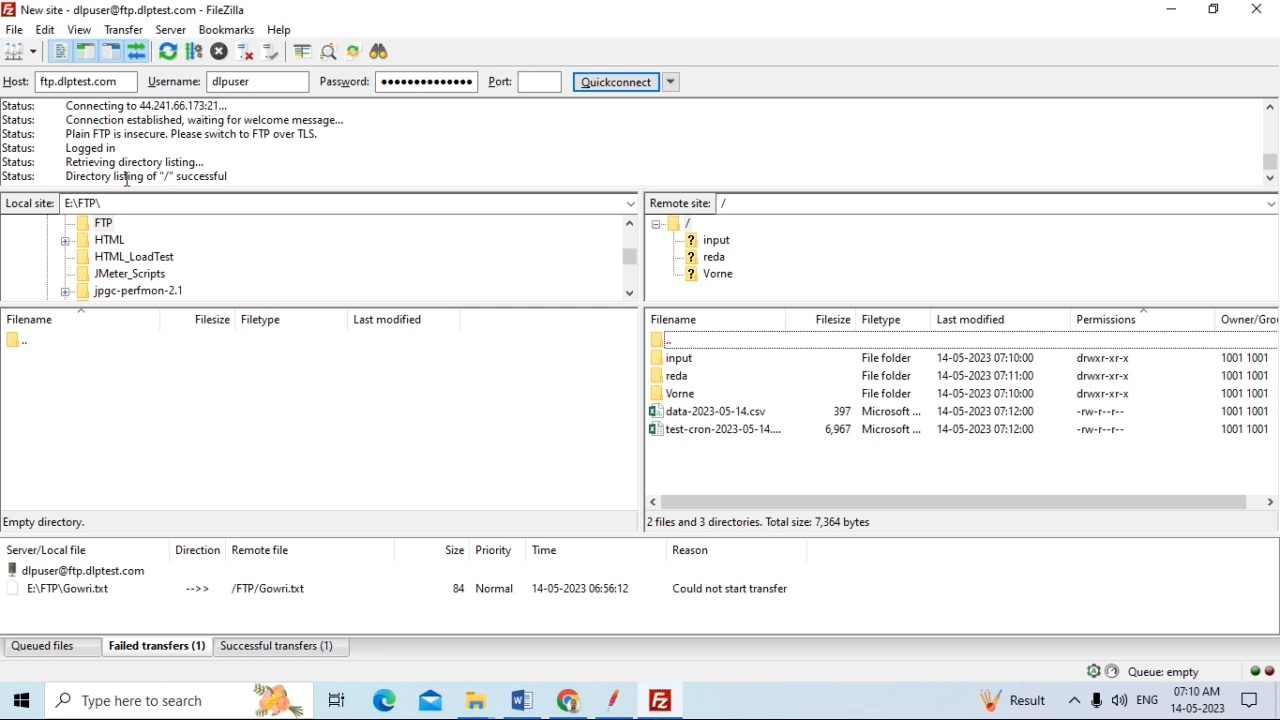 New site - dlpuser@ftp.dlptest.com - FileZilla
File Edit View Transfer Server Bookmarks Help
Host: ftp.dlptest.com Username: dlpuser Password: ●●●●●●●●●●●●●● Port: Quickconnect
Status: Connecting to 44.241.66.173:21...
Status: Connection established, waiting for welcome message...
Status: Plain FTP is insecure. Please switch to FTP over TLS.
Status: Logged in
Status: Retrieving directory listing...
Status: Directory listing of "/" successful
Local site: E:\FTP\
FTP
HTML
HTML_LoadTest
JMeter_Scripts
jpgc-perfmon-2.1
Remote site: /
/
input
reda
Vorne
Filename Filesize Filetype Last modified
..
Empty directory.
Filename Filesize Filetype Last modified Permissions Owner/Gro
..
input File folder 14-05-2023 07:10:00 drwxr-xr-x 1001 1001
reda File folder 14-05-2023 07:11:00 drwxr-xr-x 1001 1001
Vorne File folder 14-05-2023 07:10:00 drwxr-xr-x 1001 1001
data-2023-05-14.csv 397 Microsoft ... 14-05-2023 07:12:00 -rw-r--r-- 1001 1001
test-cron-2023-05-14.... 6,967 Microsoft ... 14-05-2023 07:12:00 -rw-r--r-- 1001 1001
2 files and 3 directories. Total size: 7,364 bytes
Server/Local file Direction Remote file Size Priority Time Reason
dlpuser@ftp.dlptest.com
E:\FTP\Gowri.txt -->> /FTP/Gowri.txt 84 Normal 14-05-2023 06:56:12 Could not start transfer
Queued files Failed transfers (1) Successful transfers (1)
Queue: empty
Type here to search
Result ENG 07:10 AM
14-05-2023